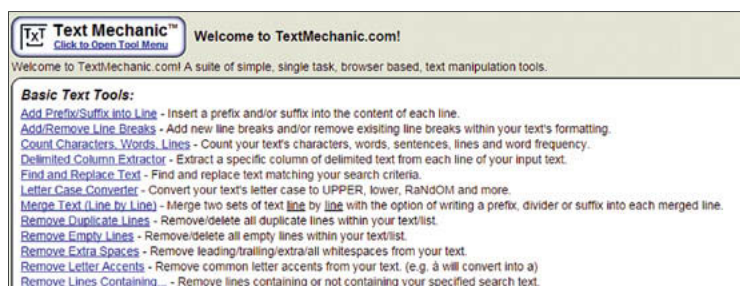 TxT Text Mechanic™
Click to Open Tool Menu
Welcome to TextMechanic.com!
Welcome to TextMechanic.com! A suite of simple, single task, browser based, text manipulation tools.
Basic Text Tools:
Add Prefix/Suffix into Line - Insert a prefix and/or suffix into the content of each line.
Add/Remove Line Breaks - Add new line breaks and/or remove exisiting line breaks within your text's formatting.
Count Characters, Words, Lines - Count your text's characters, words, sentences, lines and word frequency.
Delimited Column Extractor - Extract a specific column of delimited text from each line of your input text.
Find and Replace Text - Find and replace text matching your search criteria.
Letter Case Converter - Convert your text's letter case to UPPER, lower, RaNdOM and more.
Merge Text (Line by Line) - Merge two sets of text line by line with the option of writing a prefix, divider or suffix into each merged line.
Remove Duplicate Lines - Remove/delete all duplicate lines within your text/list.
Remove Empty Lines - Remove/delete all empty lines within your text/list.
Remove Extra Spaces - Remove leading/trailing/extra/all whitespaces from your text.
Remove Letter Accents - Remove common letter accents from your text. (e.g. à will convert into a)
Remove Lines Containing... - Remove lines containing or not containing your specified search text.